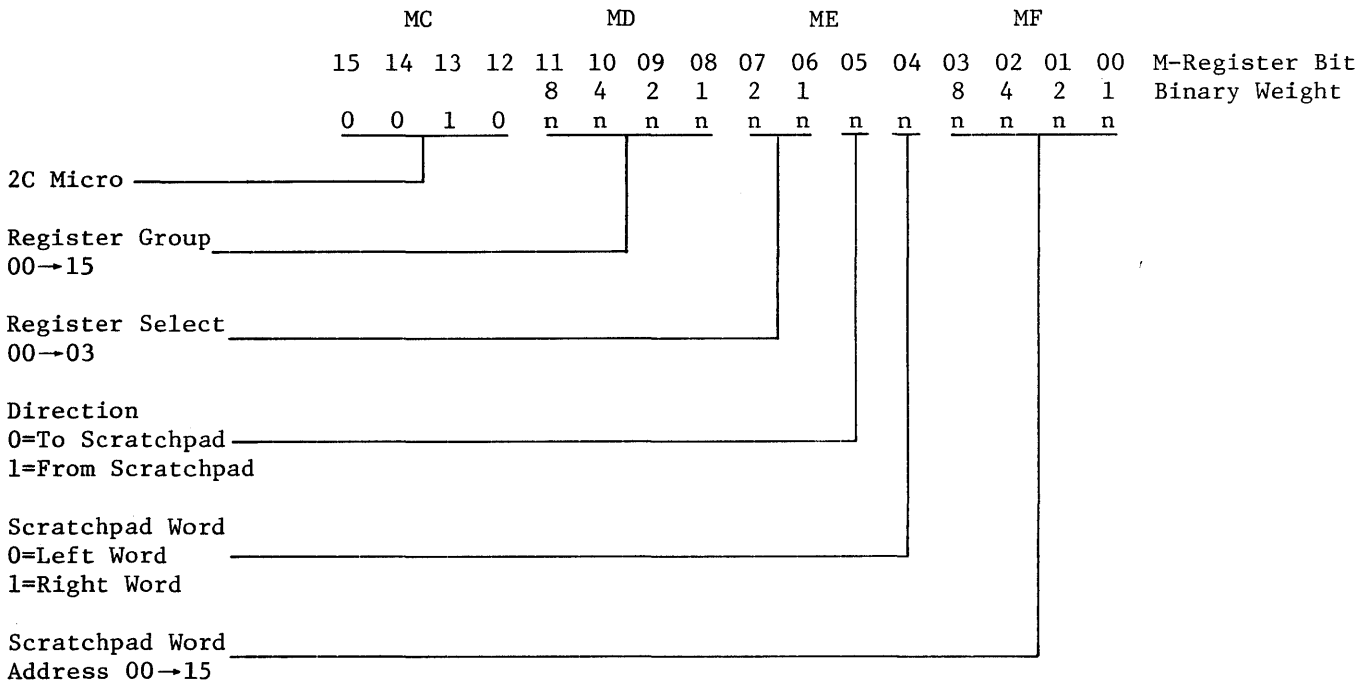 MC MD ME MF
15 14 13 12 11 10 09 08 07 06 05 04 03 02 01 00 M-Register Bit
8 4 2 1 2 1 8 4 2 1 Binary Weight
0 0 1 0 n n n n n n n n n n n n
2C Micro
Register Group
00→15
Register Select
00→03
Direction
0=To Scratchpad
1=From Scratchpad
Scratchpad Word
0=Left Word
1=Right Word
Scratchpad Word
Address 00→15